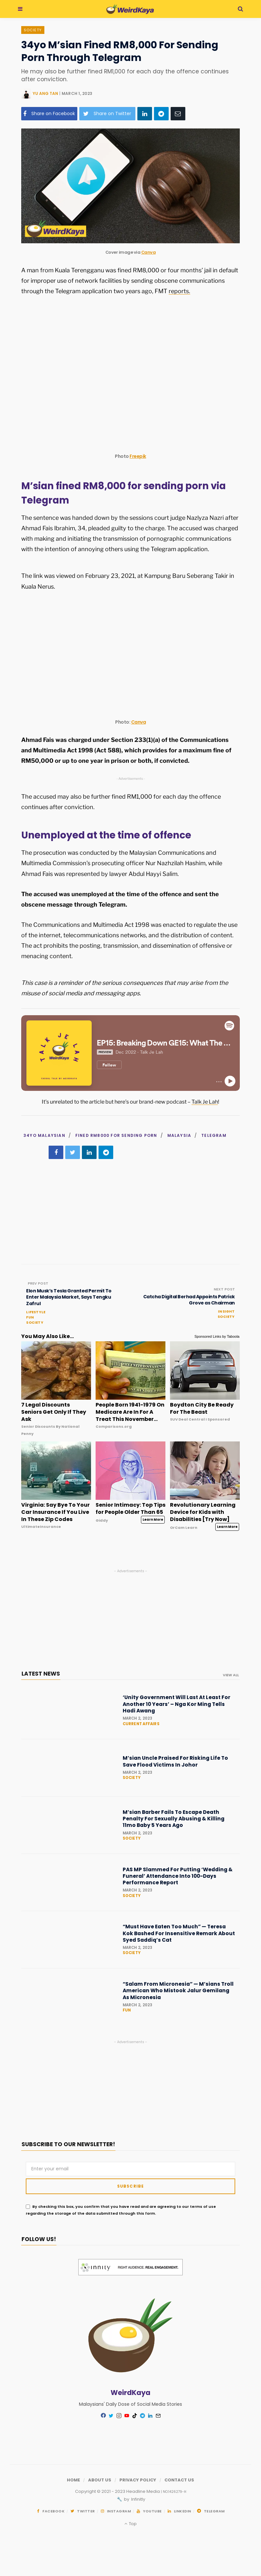 WeirdKaya
SOCIETY
34yo M'sian Fined RM8,000 For Sending
Porn Through Telegram
He may also be further fined RM1,000 for each day the offence continues
after conviction.
YU ANG TAN | MARCH 1, 2023
Share on Facebook
Share on Twitter
WeirdKaya
Cover image via Canva
A man from Kuala Terengganu was fined RM8,000 or four months' jail in default
for improper use of network facilities by sending obscene communications
through the Telegram application two years ago, FMT reports.
Photo Freepik
M'sian fined RM8,000 for sending porn via
Telegram
The sentence was handed down by sessions court judge Nazlyza Nazri after
Ahmad Fais Ibrahim, 34, pleaded guilty to the charge. The accused was charged
with making and initiating the transmission of pornographic communications
with the intention of annoying others using the Telegram application.
The link was viewed on February 23, 2021, at Kampung Baru Seberang Takir in
Kuala Nerus.
Photo: Canva
Ahmad Fais was charged under Section 233(1)(a) of the Communications
and Multimedia Act 1998 (Act 588), which provides for a maximum fine of
RM50,000 or up to one year in prison or both, if convicted.
- Advertisements -
The accused may also be further fined RM1,000 for each day the offence
continues after conviction.
Unemployed at the time of offence
The prosecution was conducted by the Malaysian Communications and
Multimedia Commission's prosecuting officer Nur Nazhzilah Hashim, while
Ahmad Fais was represented by lawyer Abdul Hayyi Salim.
The accused was unemployed at the time of the offence and sent the
obscene message through Telegram.
The Communications and Multimedia Act 1998 was enacted to regulate the use
of the communications networks, and the distribution and sale of content.
The act prohibits the posting, transmission, and dissemination of offensive or
menacing content.
This case is a reminder of the serious consequences that may arise from the
misuse of social media and messaging apps.
TALK JE LAH
EP15: Breaking Down GE15: What The ...
Dec 2020 · Talk Je Lah
Follow
It's unrelated to the article but here's our brand-new podcast – Talk Je Lah!
34YO MALAYSIAN / FINED RM8000 FOR SENDING PORN / MALAYSIA / TELEGRAM
PREV POST
Elon Musk's Tesla Granted Permit To
Enter Malaysia Market, Says Tengku
Zafrul
LIFESTYLE
FUN
SOCIETY
NEXT POST
Catcha Digital Berhad Appoints Patrick
Grove as Chairman
INSIGHT
SOCIETY
You May Also Like...
Sponsored Links by Taboola
7 Legal Discounts
Seniors Get Only If They
Ask
Senior Discounts By National
Penny
People Born 1941-1979 On
Medicare Are In For A
Treat This November...
Comparisons.org
Boydton City Be Ready
For The Beast
Virginia: Say Bye To Your
Car Insurance If You Live
In These Zip Codes
Senior Intimacy: Top Tips
for People Older Than 65
Learn More
Revolutionary Learning
Device for Kids with
Disabilities [Try Now]
Learn More
- Advertisements -
LATEST NEWS
VIEW ALL
'Unity Government Will Last At Least For
Another 10 Years' – Nga Kor Ming Tells
Hadi Awang
MARCH 2, 2023
CURRENT AFFAIRS
M'sian Uncle Praised For Risking Life To
Save Flood Victims In Johor
MARCH 2, 2023
SOCIETY
M'sian Barber Fails To Escape Death
Penalty For Sexually Abusing & Killing
11mo Baby 5 Years Ago
MARCH 2, 2023
SOCIETY
PAS MP Slammed For Putting 'Wedding &
Funeral' Attendance Into 100-Days
Performance Report
MARCH 2, 2023
SOCIETY
"Must Have Eaten Too Much" — Teresa
Kok Bashed For Insensitive Remark About
Syed Saddiq's Cat
MARCH 2, 2023
SOCIETY
"Salam From Micronesia" — M'sians Troll
American Who Mistook Jalur Gemilang
As Micronesia
MARCH 2, 2023
FUN
- Advertisements -
SUBSCRIBE TO OUR NEWSLETTER!
Enter your email
SUBSCRIBE
By checking this box, you confirm that you have read and are agreeing to our terms of use
regarding the storage of the data submitted through this form.
FOLLOW US!
innity
RIGHT AUDIENCE. REAL ENGAGEMENT.
WeirdKaya
Malaysians' Daily Dose of Social Media Stories
HOME / ABOUT US / PRIVACY POLICY / CONTACT US
by Infinity
FACEBOOK / TWITTER / INSTAGRAM / YOUTUBE / LINKEDIN / TELEGRAM
Top